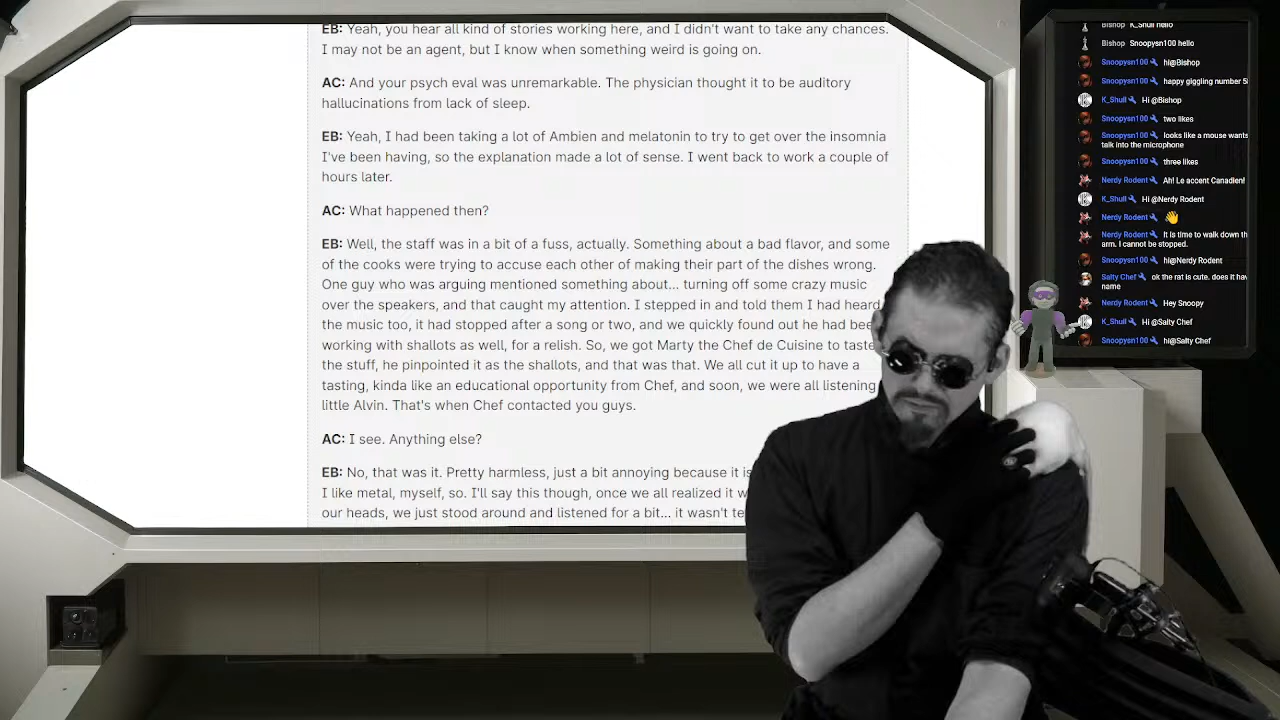 EB: Yeah, you hear all kind of stories working here, and I didn't want to take any chances.
I may not be an agent, but I know when something weird is going on.
AC: And your psych eval was unremarkable. The physician thought it to be auditory
hallucinations from lack of sleep.
EB: Yeah, I had been taking a lot of Ambien and melatonin to try to get over the insomnia
I've been having, so the explanation made a lot of sense. I went back to work a couple of
hours later.
AC: What happened then?
EB: Well, the staff was in a bit of a fuss, actually. Something about a bad flavor, and some
of the cooks were trying to accuse each other of making their part of the dishes wrong.
One guy who was arguing mentioned something about... turning off some crazy music
over the speakers, and that caught my attention. I stepped in and told them I had heard
the music too, it had stopped after a song or two, and we quickly found out he had
working with shallots as well, for a relish. So, we got Marty the Chef de Cuisine to taste
the stuff, he pinpointed it as the shallots, and that was that. We all cut it up to have a
tasting, kinda like an educational opportunity from Chef, and soon, we were all listening
little Alvin. That's when Chef contacted you guys.
AC: I see. Anything else?
EB: No, that was it. Pretty harmless, just a bit annoying because it is
I like metal, myself, so. I'll say this though, once we all realized it
our heads, we just stood around and listened for a bit... it wasn't
Bishop K_Shull hello
Bishop Snoopysn100 hello
Snoopysn100 hi@Bishop
Snoopysn100 happy giggling number
K_Shull Hi @Bishop
Snoopysn100 two likes
Snoopysn100 looks like a mouse wants
talk into the microphone
Snoopysn100 three likes
Nerdy Rodent Ah! Le accent Canadien!
K_Shull Hi @Nerdy Rodent
Nerdy Rodent 👋
Nerdy Rodent It is time to walk down
arm. I cannot be stopped.
Snoopysn100 hi@Nerdy Rodent
Salty Chef ok the rat is cute. does it
name
Nerdy Rodent Hey Snoopy
K_Shull Hi @Salty Chef
Snoopysn100 hi@Salty Chef